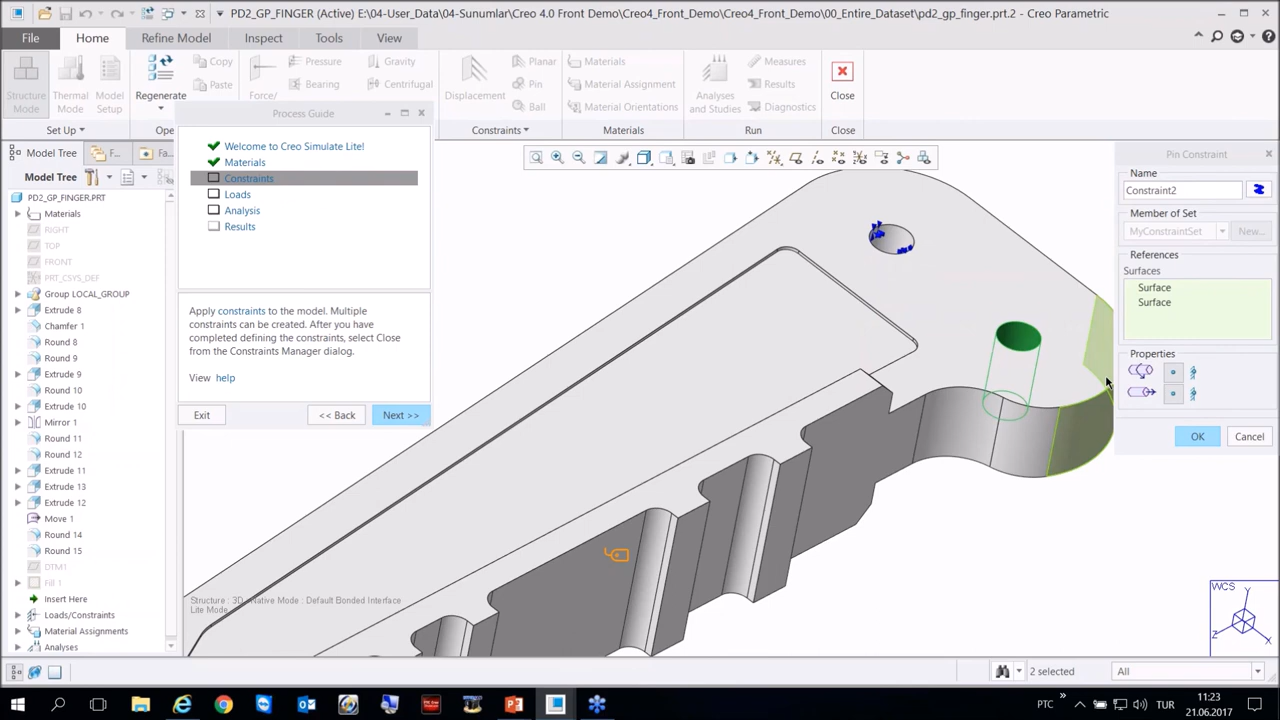 PD2_GP_FINGER (Active) E:\04-User_Data\04-Sunumlar\Creo 4.0 Front Demo\Creo4_Front_Demo\Creo4_Front_Demo\00_Entire_Dataset\pd2_gp_finger.prt.2 - Creo Parametric
File Home Refine Model Inspect Tools View
Structure Mode
Thermal Mode
Model Setup
Regenerate
Copy
Paste
Force/
Pressure
Bearing
Gravity
Centrifugal
Displacement
Planar
Pin
Ball
Materials
Material Assignment
Material Orientations
Analyses and Studies
Measures
Results
Diagnostics
Close
Set Up
Ope
Constraints
Materials
Run
Close
Process Guide
Welcome to Creo Simulate Lite!
Materials
Constraints
Loads
Analysis
Results
Apply constraints to the model. Multiple
constraints can be created. After you have
completed defining the constraints, select Close
from the Constraints Manager dialog.
View help
Exit << Back Next >>
Model Tree F... Fa...
Model Tree
PD2_GP_FINGER.PRT
Materials
RIGHT
TOP
FRONT
PRT_CSYS_DEF
Group LOCAL_GROUP
Extrude 8
Chamfer 1
Round 8
Round 9
Extrude 9
Round 10
Extrude 10
Mirror 1
Round 11
Round 12
Extrude 11
Extrude 13
Extrude 12
Move 1
Round 14
Round 15
DTM1
Fill 1
Insert Here
Loads/Constraints
Material Assignments
Analyses
Structure : 3D : Native Mode : Default Bonded Interface
Lite Mode
Pin Constraint
Name
Constraint2
Member of Set
MyConstraintSet New...
References
Surfaces
Surface
Surface
Properties
OK Cancel
WCS
Y
Z
X
2 selected All
PTC TUR 11:23
21.06.2017